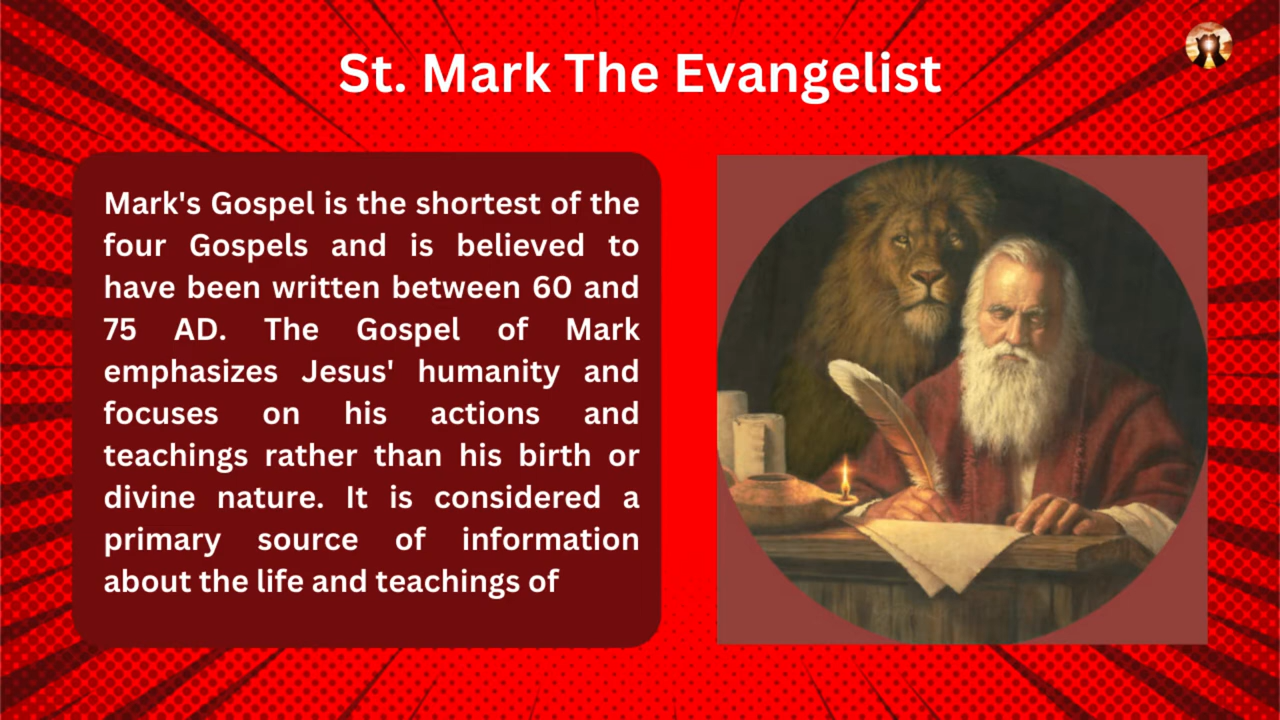 St. Mark The Evangelist
Mark's Gospel is the shortest of the
four Gospels and is believed to
have been written between 60 and
75 AD. The Gospel of Mark
emphasizes Jesus' humanity and
focuses on his actions and
teachings rather than his birth or
divine nature. It is considered a
primary source of information
about the life and teachings of